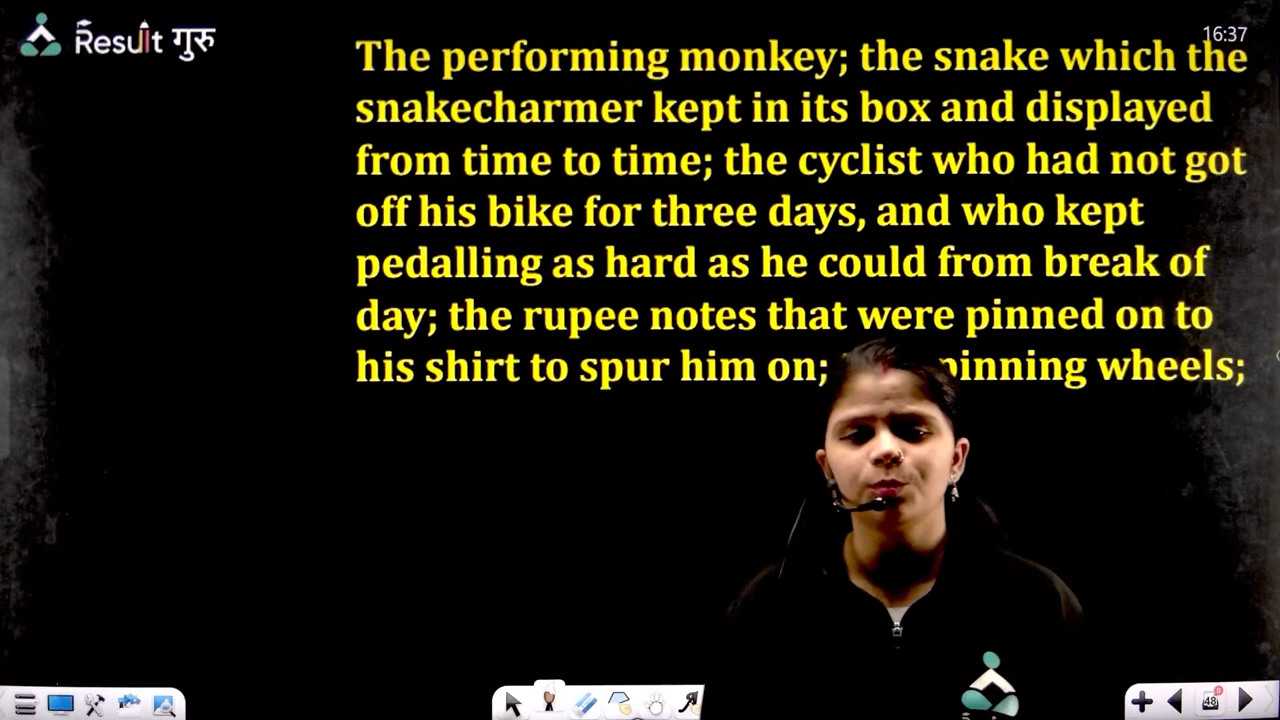 Result गुरु
16:37
The performing monkey; the snake which the
snakecharmer kept in its box and displayed
from time to time; the cyclist who had not got
off his bike for three days, and who kept
pedalling as hard as he could from break of
day; the rupee notes that were pinned on to
his shirt to spur him on; pinning wheels;
48